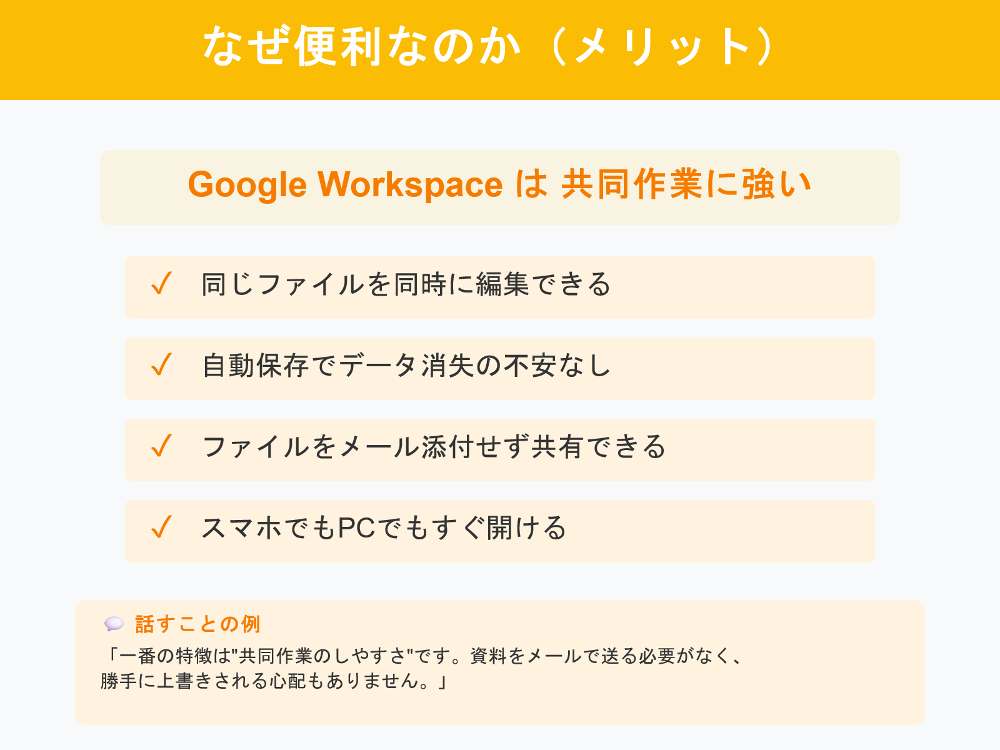 なぜ便利なのか（メリット）
Google Workspace は 共同作業に強い
✓ 同じファイルを同時に編集できる
✓ 自動保存でデータ消失の不安なし
✓ ファイルをメール添付せず共有できる
✓ スマホでもPCでもすぐ開ける
💬 話すことの例
「一番の特徴は"共同作業のしやすさ"です。資料をメールで送る必要がなく、
勝手に上書きされる心配もありません。」